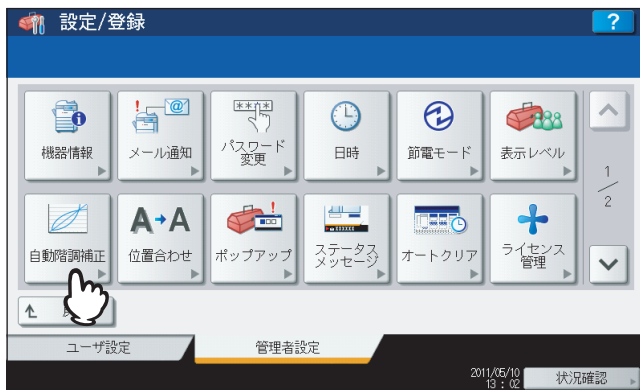 設定/登録
?
機器情報
メール通知
パスワード
変更
日時
節電モード
表示レベル
1
2
自動階調補正
A→A
位置合わせ
ポップアップ
ステータス
メッセージ
オートクリア
ライセンス
管理
ユーザ設定
管理者設定
2011/05/10
13 : 02
状況確認